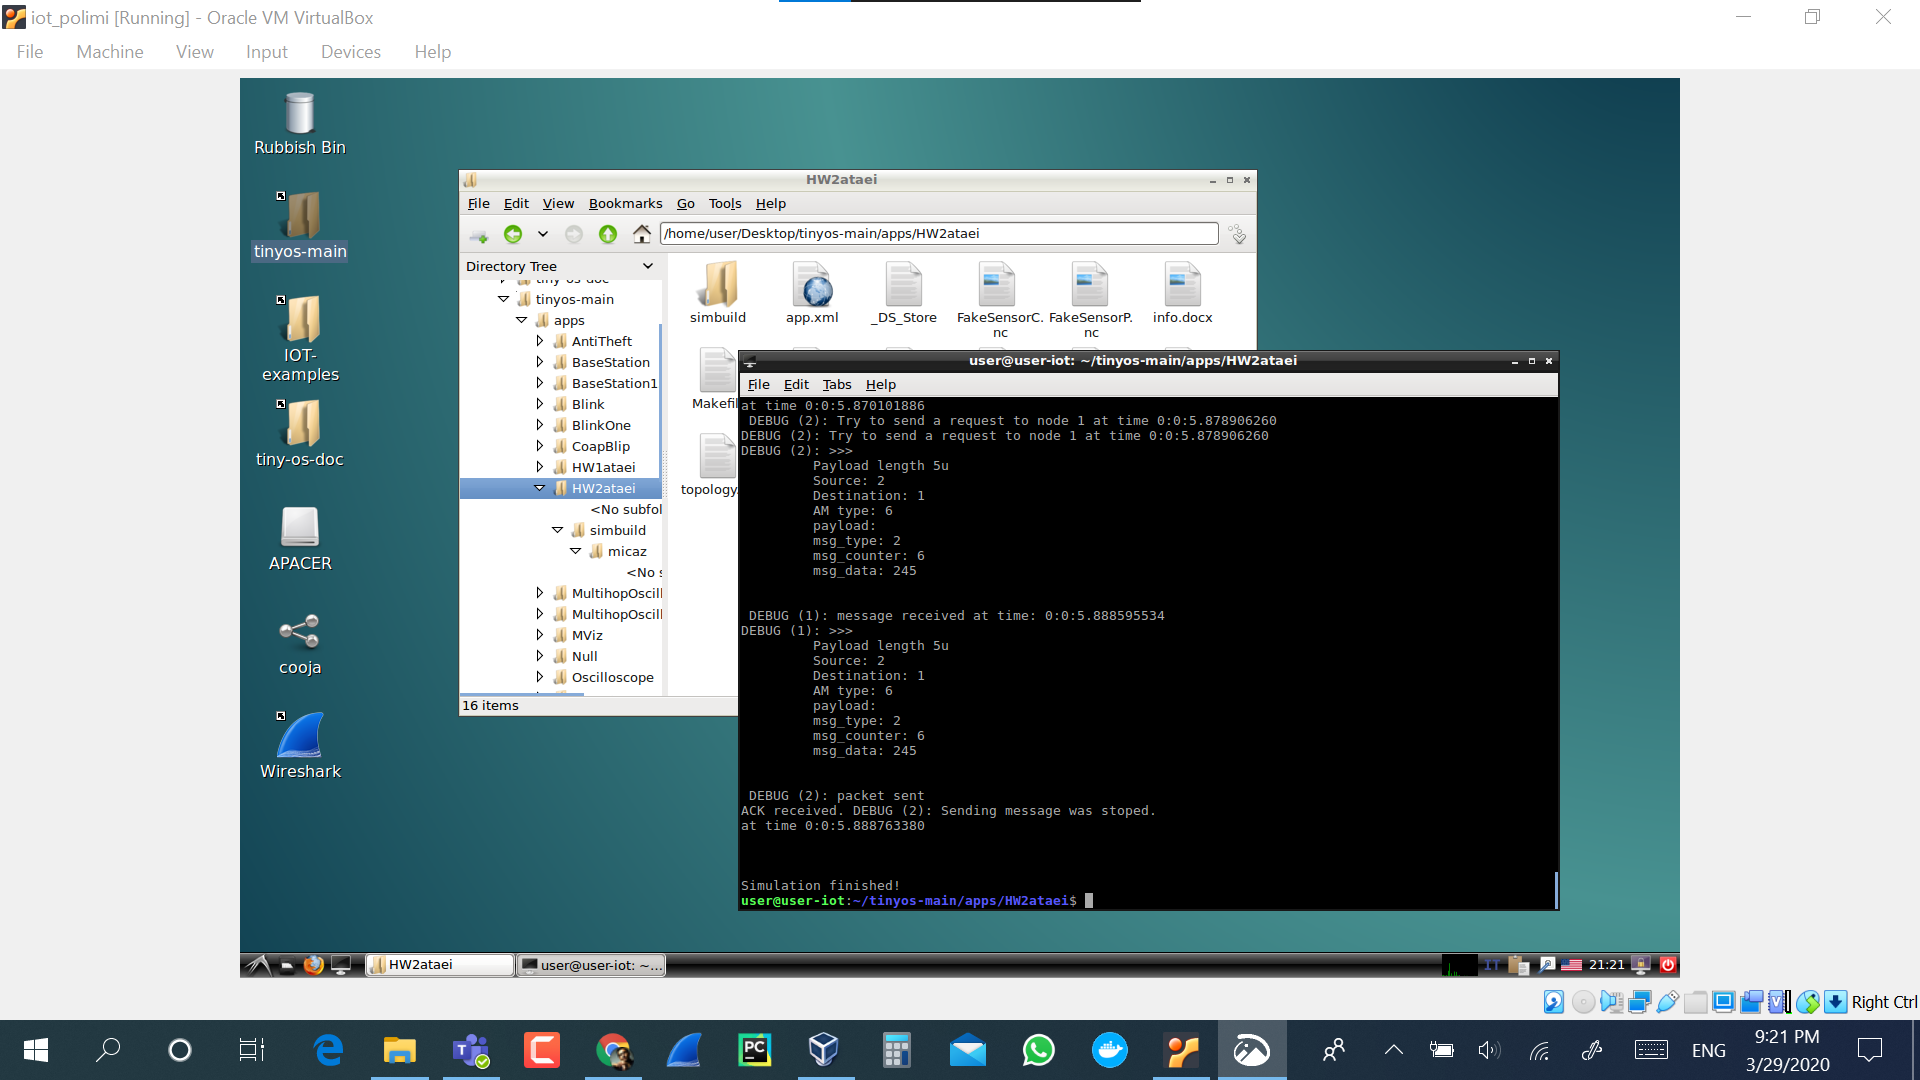 iot_polimi [Running] - Oracle VM VirtualBox
File Machine View Input Devices Help
Rubbish Bin
tinyos-main
IOT-
examples
tiny-os-doc
APACER
cooja
Wireshark
HW2ataei
File Edit View Bookmarks Go Tools Help
/home/user/Desktop/tinyos-main/apps/HW2ataei
Directory Tree
tiny-os-doc
tinyos-main
apps
AntiTheft
BaseStation
BaseStation1
Blink
BlinkOne
CoapBlip
HW1ataei
HW2ataei
<No subfol
simbuild
micaz
<No s
MultihopOscill
MultihopOscill
MViz
Null
Oscilloscope
16 items
simbuild
app.xml
_DS_Store
FakeSensorC.
nc
FakeSensorP.
nc
info.docx
Makefil
topology.
user@user-iot: ~/tinyos-main/apps/HW2ataei
File Edit Tabs Help
at time 0:0:5.870101886
DEBUG (2): Try to send a request to node 1 at time 0:0:5.878906260
DEBUG (2): Try to send a request to node 1 at time 0:0:5.878906260
DEBUG (2): >>>
Payload length 5u
Source: 2
Destination: 1
AM type: 6
payload:
msg_type: 2
msg_counter: 6
msg_data: 245
DEBUG (1): message received at time: 0:0:5.888595534
DEBUG (1): >>>
Payload length 5u
Source: 2
Destination: 1
AM type: 6
payload:
msg_type: 2
msg_counter: 6
msg_data: 245
DEBUG (2): packet sent
ACK received. DEBUG (2): Sending message was stoped.
at time 0:0:5.888763380
Simulation finished!
user@user-iot:~/tinyos-main/apps/HW2ataei$
HW2ataei
user@user-iot: ~...
IT
21:21
Right Ctrl
PC
ENG
9:21 PM
3/29/2020